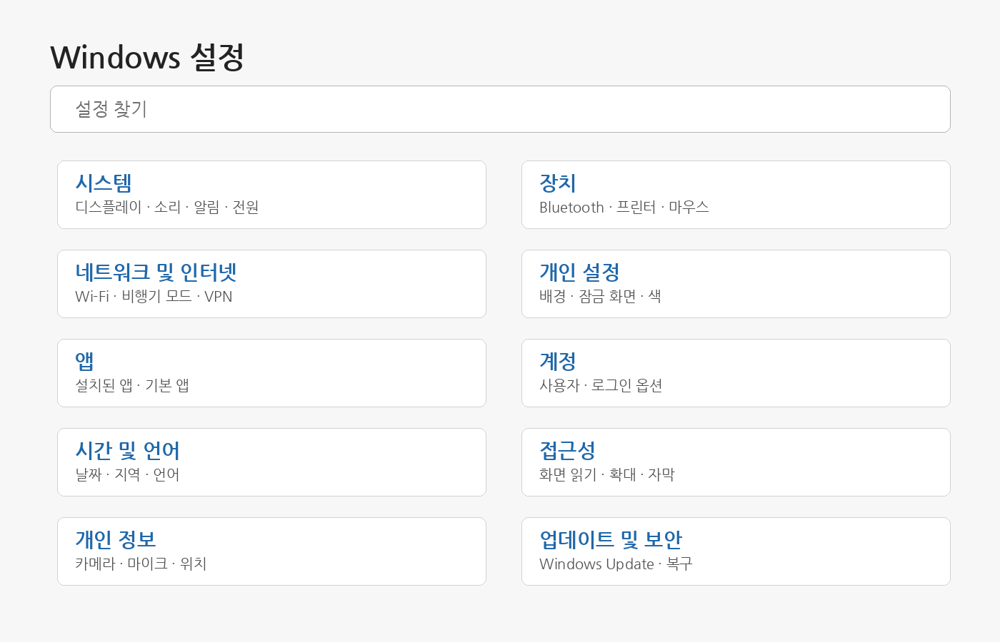 Windows 설정
설정 찾기
시스템
디스플레이 · 소리 · 알림 · 전원
장치
Bluetooth · 프린터 · 마우스
네트워크 및 인터넷
Wi-Fi · 비행기 모드 · VPN
개인 설정
배경 · 잠금 화면 · 색
앱
설치된 앱 · 기본 앱
계정
사용자 · 로그인 옵션
시간 및 언어
날짜 · 지역 · 언어
접근성
화면 읽기 · 확대 · 자막
개인 정보
카메라 · 마이크 · 위치
업데이트 및 보안
Windows Update · 복구